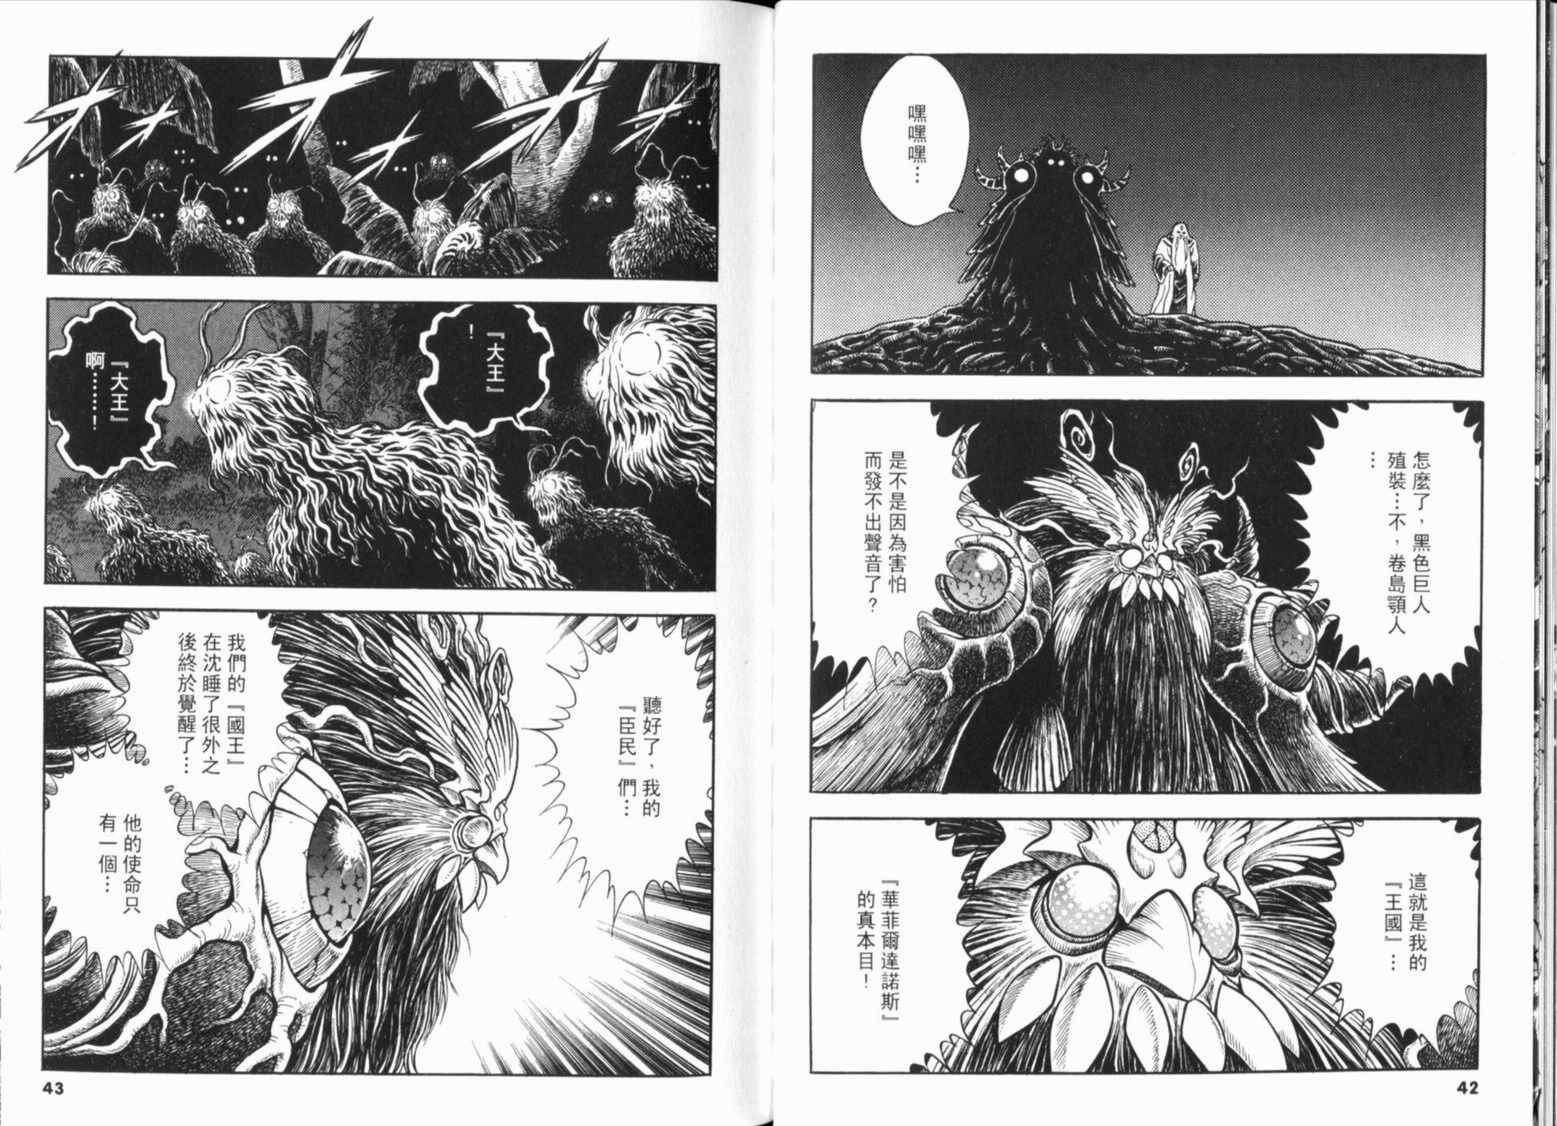 嘿嘿嘿…
怎麼了，黑色巨人
殖裝…不，卷島顎人
…
是不是因為害怕
而發不出聲音了？
這就是我的
『王國』…
『華菲爾達諾斯』
的真本目！
42
『大王』
！
『大王』
啊……！
聽好了，我的
『臣民』們…
我們的『國王』
在沈睡了很外之
後終於覺醒了…
他的使命只
有一個…
43